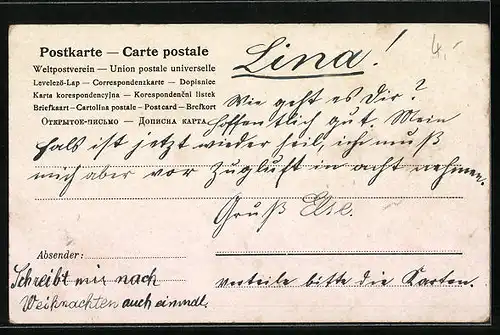 Postkarte — Carte postale
Weltpostverein — Union postale universelle
Levelező-Lap — Correspondenzkarte — Dopisnice
Karta korespondencyjna — Korespondenční lístek
Briefkaart — Cartolina postale — Postcard — Brefkort
Открытое-письмо — Дописна карта
4,-
Lina!
Wie geht es Dir?
Hoffentlich gut. Mein
Hals ist jetzt wieder heil, ich muß
mich aber vor Zugluft in acht nehmen.
Gruß Else.
Absender:
Verteile bitte die Karten.
Schreibt mir nach
Weihnachten auch einmal.